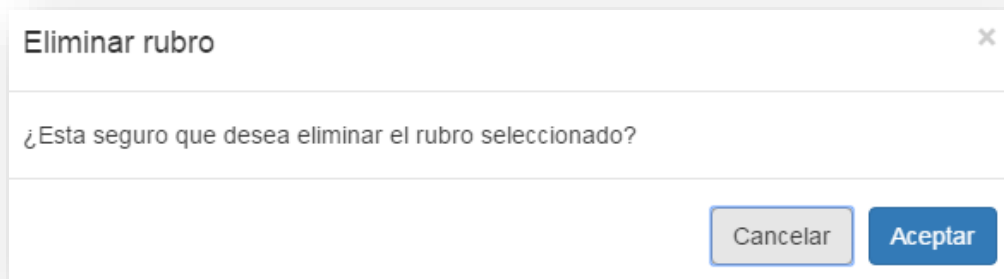 Eliminar rubro
×
¿Esta seguro que desea eliminar el rubro seleccionado?
Cancelar
Aceptar